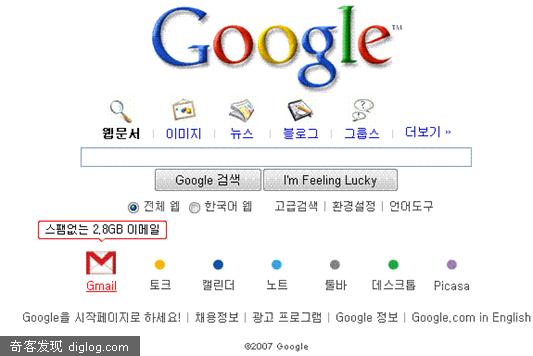 Google™
웹문서 | 이미지 | 뉴스 | 블로그 | 그룹스 | 더보기 »
Google 검색 I'm Feeling Lucky
전체 웹 한국어 웹 고급검색 | 환경설정 | 언어도구
스팸없는 2.8GB 이메일
Gmail 토크 캘린더 노트 툴바 데스크톱 Picasa
Google을 시작페이지로 하세요! | 채용정보 | 광고 프로그램 | Google 정보 | Google.com in English
奇客发现 diglog.com ©2007 Google